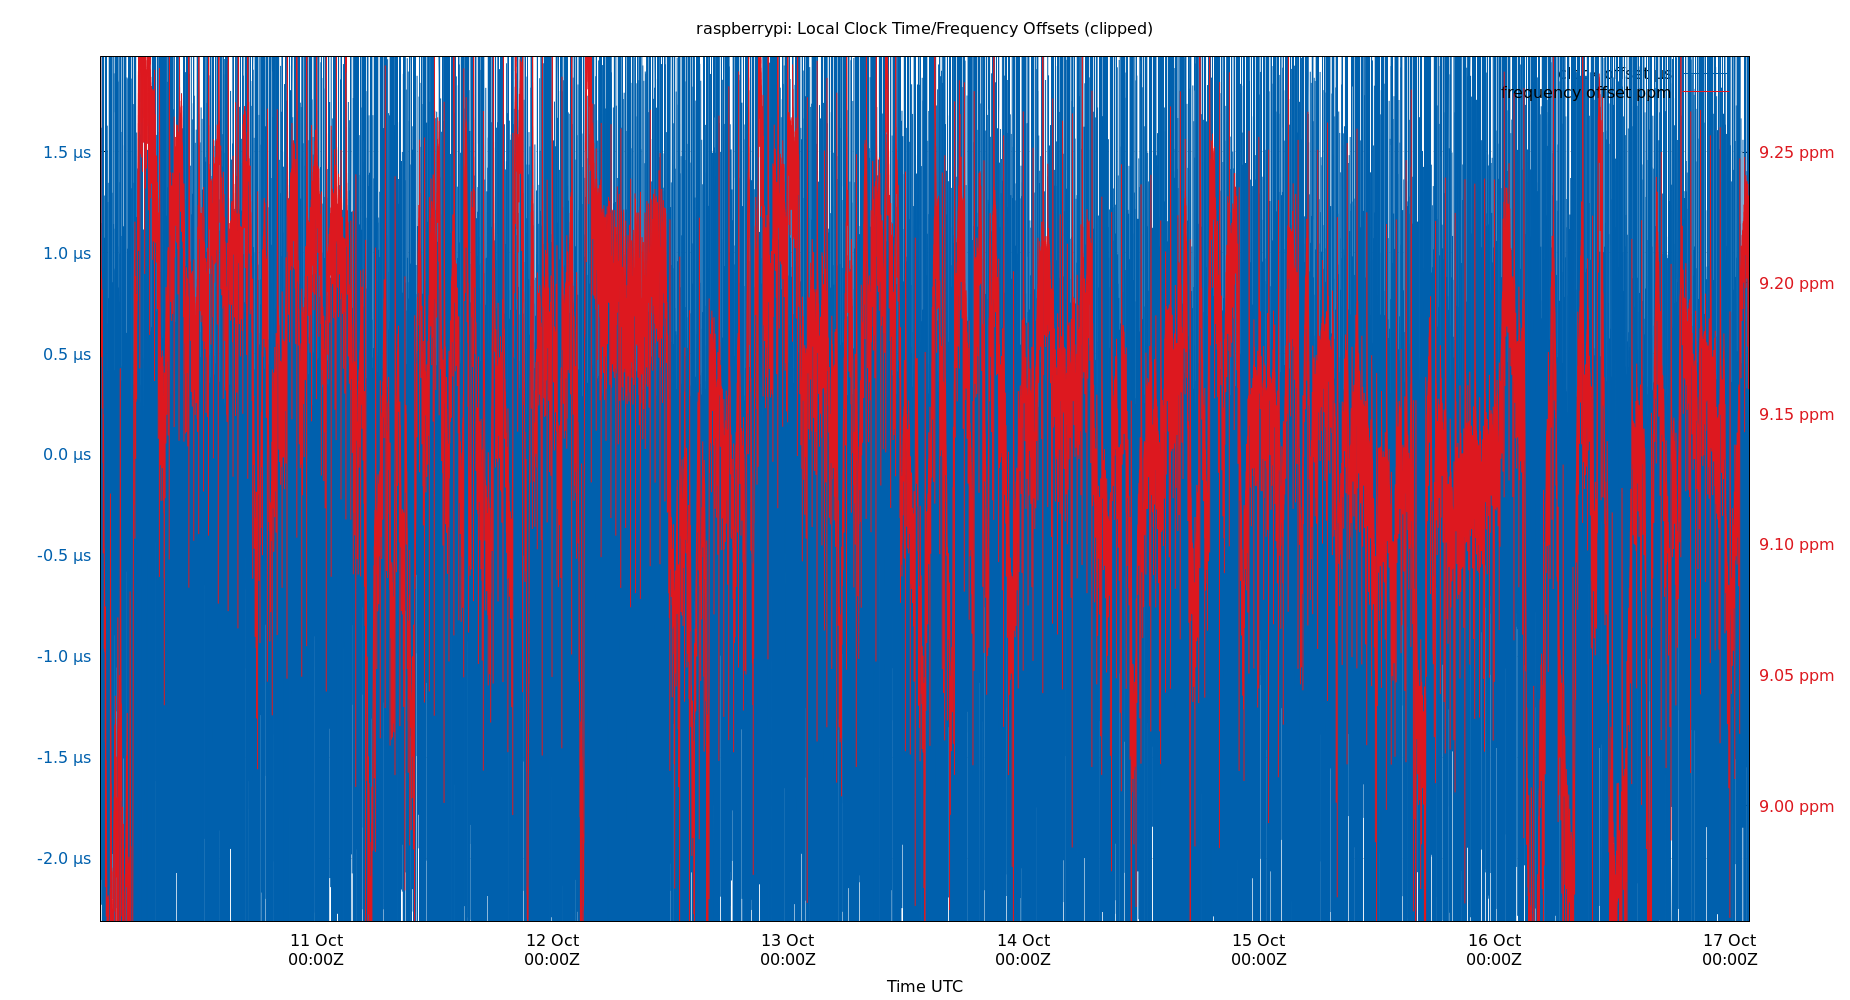 raspberrypi: Local Clock Time/Frequency Offsets (clipped)
clock offset µs
frequency offset ppm
1.5 µs
1.0 µs
0.5 µs
0.0 µs
-0.5 µs
-1.0 µs
-1.5 µs
-2.0 µs
9.25 ppm
9.20 ppm
9.15 ppm
9.10 ppm
9.05 ppm
9.00 ppm
11 Oct 12 Oct 13 Oct 14 Oct 15 Oct 16 Oct 17 Oct
00:00Z 00:00Z 00:00Z 00:00Z 00:00Z 00:00Z 00:00Z
Time UTC